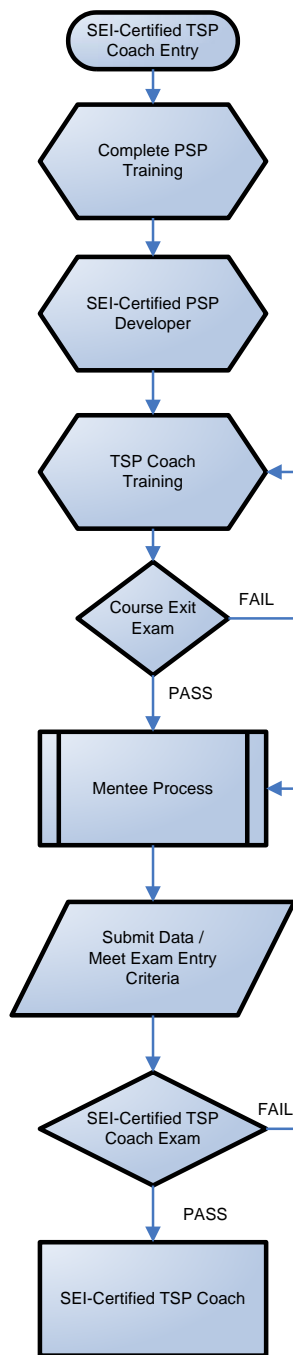 SEI-Certified TSP
Coach Entry
Complete PSP
Training
SEI-Certified PSP
Developer
TSP Coach
Training
Course Exit
Exam
FAIL
PASS
Mentee Process
Submit Data /
Meet Exam Entry
Criteria
SEI-Certified TSP
Coach Exam
FAIL
PASS
SEI-Certified TSP Coach